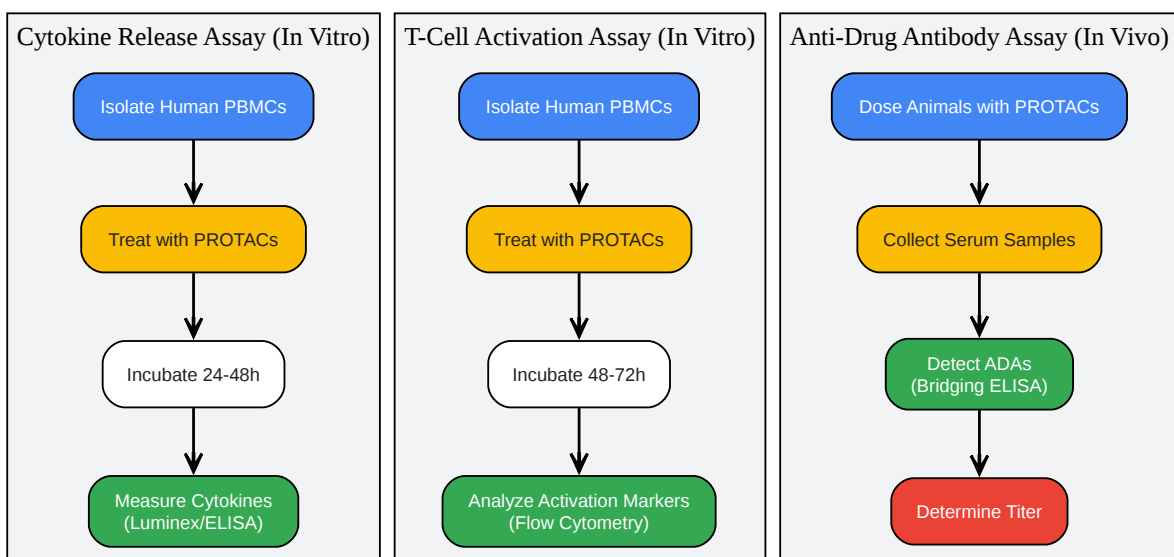 Cytokine Release Assay (In Vitro)
Isolate Human PBMCs
Treat with PROTACs
Incubate 24-48h
Measure Cytokines
(Luminex/ELISA)
T-Cell Activation Assay (In Vitro)
Isolate Human PBMCs
Treat with PROTACs
Incubate 48-72h
Analyze Activation Markers
(Flow Cytometry)
Anti-Drug Antibody Assay (In Vivo)
Dose Animals with PROTACs
Collect Serum Samples
Detect ADAs
(Bridging ELISA)
Determine Titer